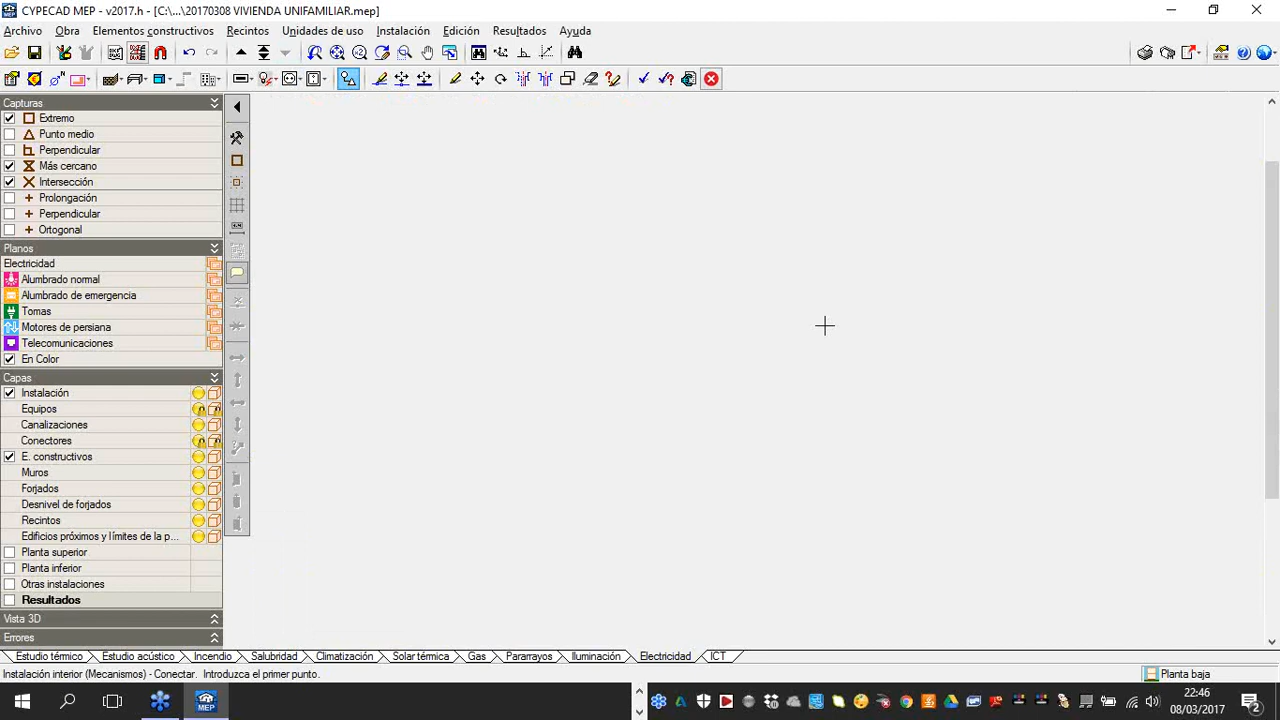 CYPECAD MEP - v2017.h - [C:\...\20170308 VIVIENDA UNIFAMILIAR.mep]
Archivo Obra Elementos constructivos Recintos Unidades de uso Instalación Edición Resultados Ayuda
Capturas
Extremo
Punto medio
Perpendicular
Más cercano
Intersección
Prolongación
Perpendicular
Ortogonal
Planos
Electricidad
Alumbrado normal
Alumbrado de emergencia
Tomas
Motores de persiana
Telecomunicaciones
En Color
Capas
Instalación
Equipos
Canalizaciones
Conectores
E. constructivos
Muros
Forjados
Desnivel de forjados
Recintos
Edificios próximos y límites de la p...
Planta superior
Planta inferior
Otras instalaciones
Resultados
Vista 3D
Errores
Estudio térmico Estudio acústico Incendio Salubridad Climatización Solar térmica Gas Pararrayos Iluminación Electricidad ICT
Instalación interior (Mecanismos) - Conectar. Introduzca el primer punto.
Planta baja
MEP
22:46
08/03/2017
2